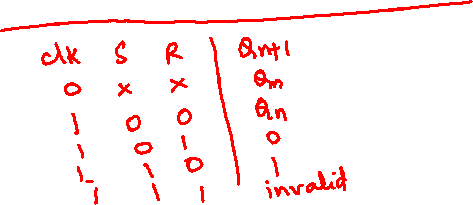 clk S R Qn+1
0 x x Qn
1 0 0 Qn
1 0 1 0
1 1 0 1
1 1 1 invalid